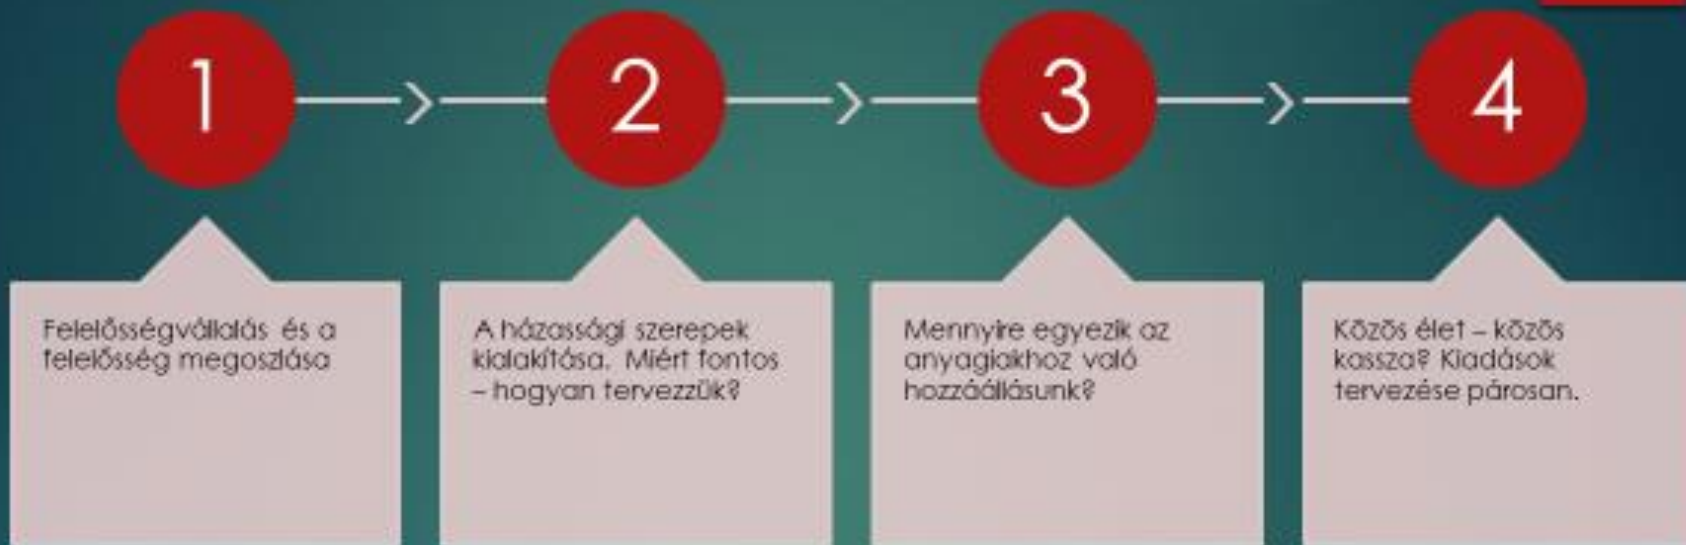 1
2
3
4
Felelősségvállalás és a
felelősség megoszlása
A házassági szerepek
kialakítása. Miért fontos
– hogyan tervezzük?
Mennyire egyezik az
anyagiakhoz való
hozzáállásunk?
Közös élet – közös
kassza? Kiadások
tervezése párosan.